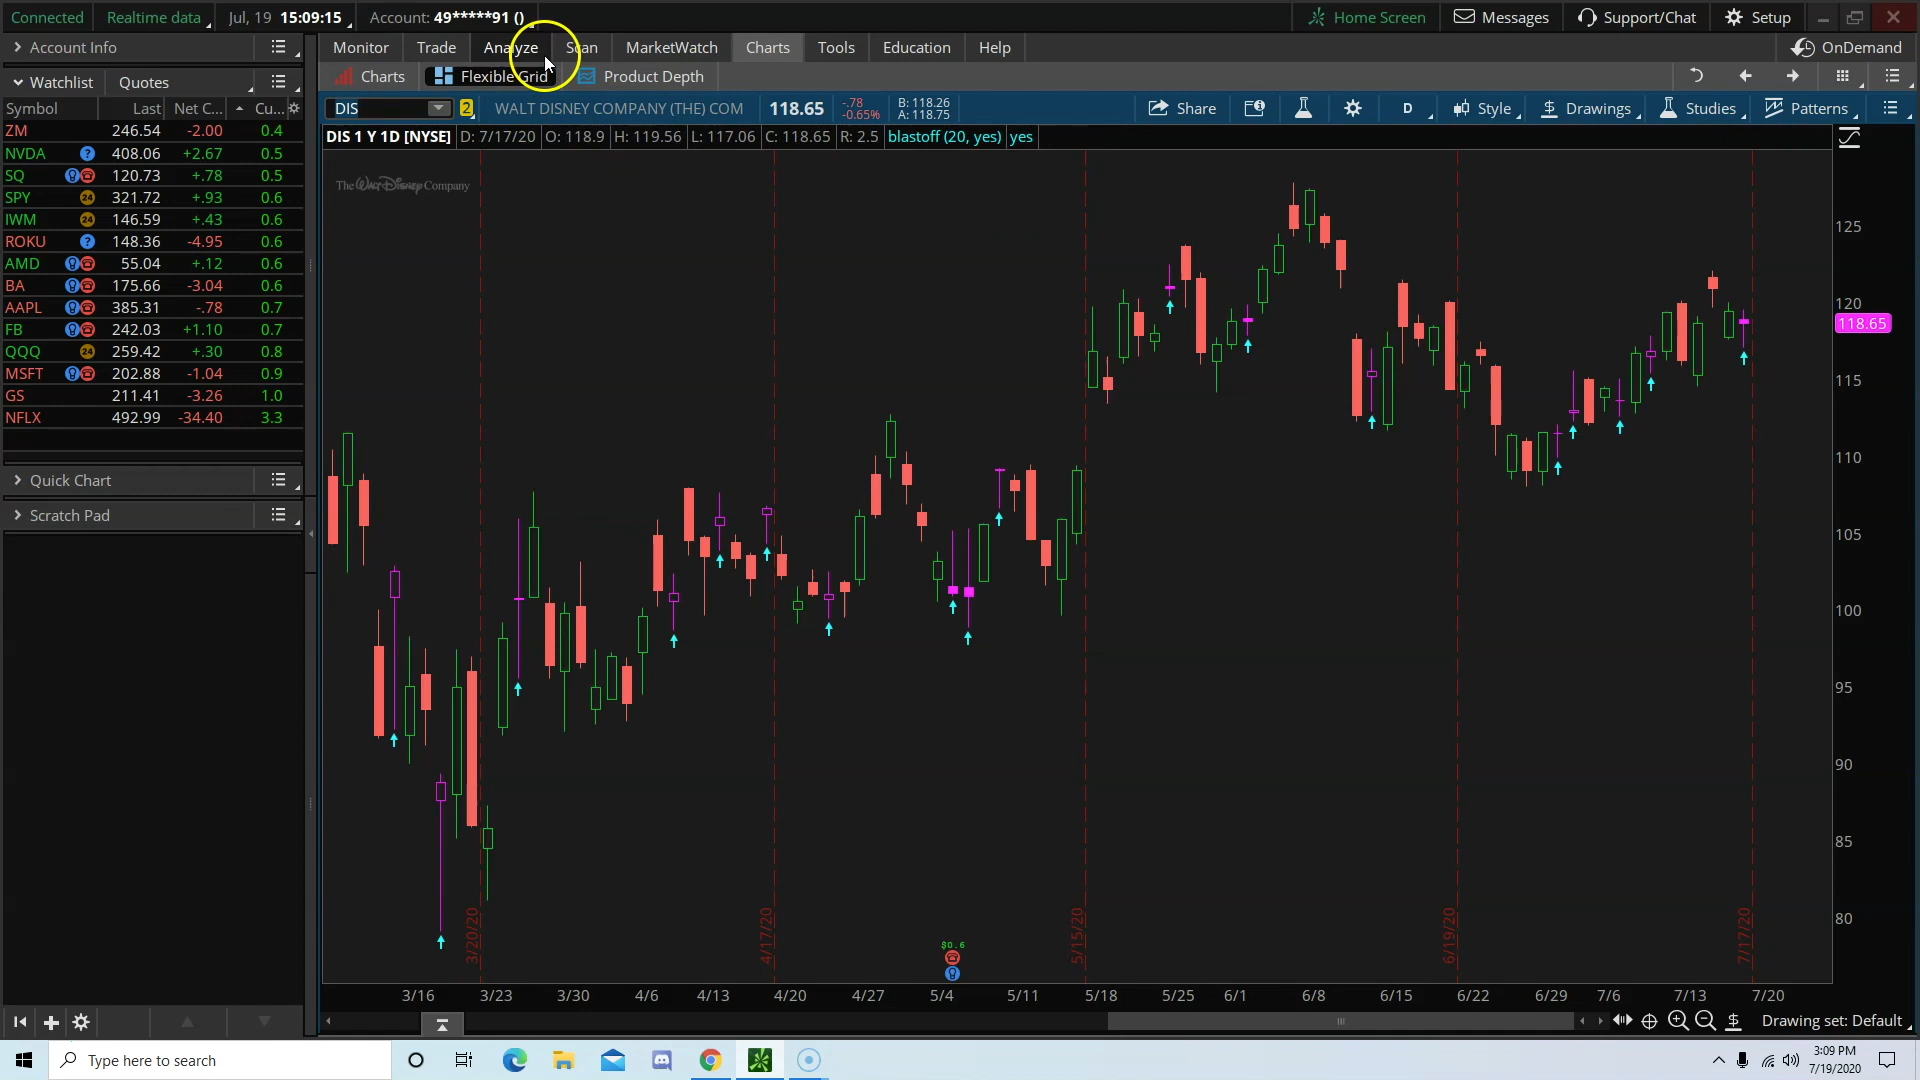 Connected Realtime data Jul, 19 15:09:15 Account: 49*****91 () Home Screen Messages Support/Chat Setup
Account Info Monitor Trade Analyze Scan MarketWatch Charts Tools Education Help OnDemand
Watchlist Quotes Charts Flexible Grid Product Depth
Symbol Last Net C... Cu... DIS 2 WALT DISNEY COMPANY (THE) COM 118.65 -.78 -0.65% B: 118.26 A: 118.75 Share D Style Drawings Studies Patterns
DIS 1 Y 1D [NYSE] D: 7/17/20 O: 118.9 H: 119.56 L: 117.06 C: 118.65 R: 2.5 blastoff (20, yes) yes
The Walt Disney Company
ZM 246.54 -2.00 0.4
NVDA ? 408.06 +2.67 0.5
SQ 120.73 +.78 0.5
SPY 24 321.72 +.93 0.6
IWM 24 146.59 +.43 0.6
ROKU ? 148.36 -4.95 0.6
AMD 55.04 +.12 0.6
BA 175.66 -3.04 0.6
AAPL 385.31 -.78 0.7
FB 242.03 +1.10 0.7
QQQ 24 259.42 +.30 0.8
MSFT 202.88 -1.04 0.9
GS 211.41 -3.26 1.0
NFLX 492.99 -34.40 3.3
Quick Chart
Scratch Pad
125
120
118.65
115
110
105
100
95
90
85
80
3/20/20 4/17/20 5/15/20 6/19/20 7/17/20
$0.6
3/16 3/23 3/30 4/6 4/13 4/20 4/27 5/4 5/11 5/18 5/25 6/1 6/8 6/15 6/22 6/29 7/6 7/13 7/20
Drawing set: Default
Type here to search
3:09 PM
7/19/2020